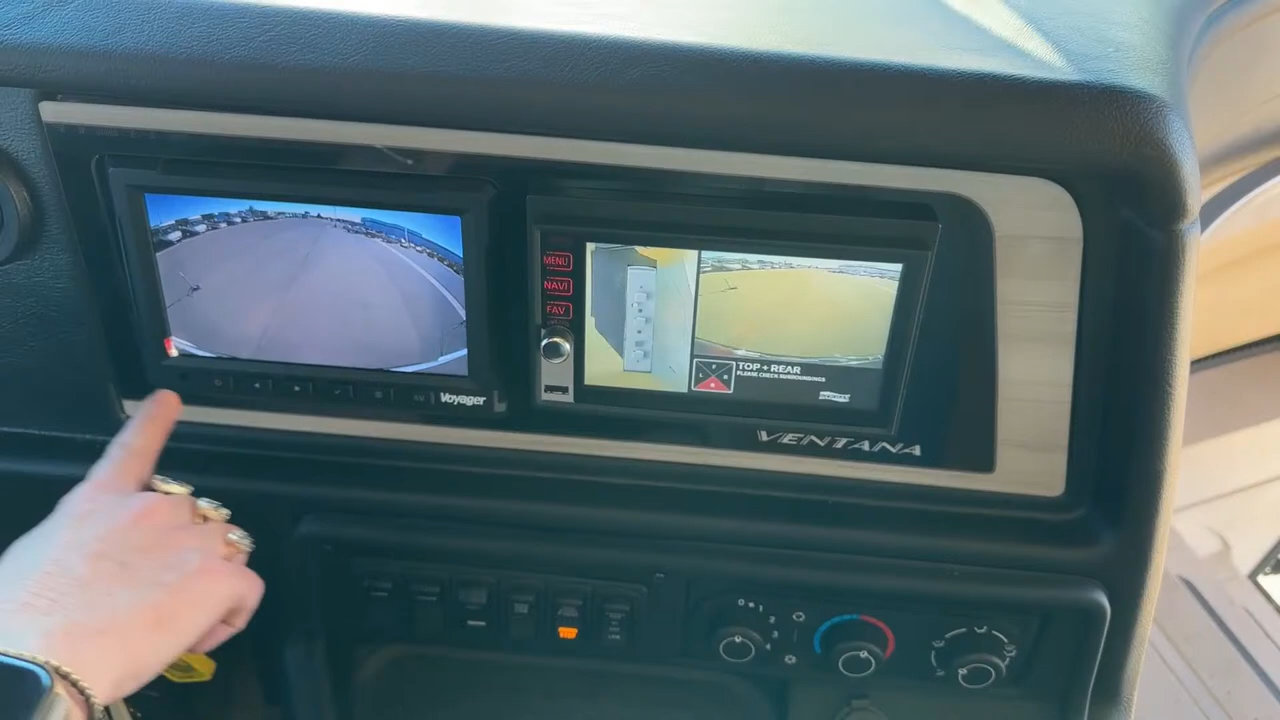 MENU
NAVI
FAV
TOP + REAR
PLEASE CHECK SURROUNDINGS
Voyager
VENTANA